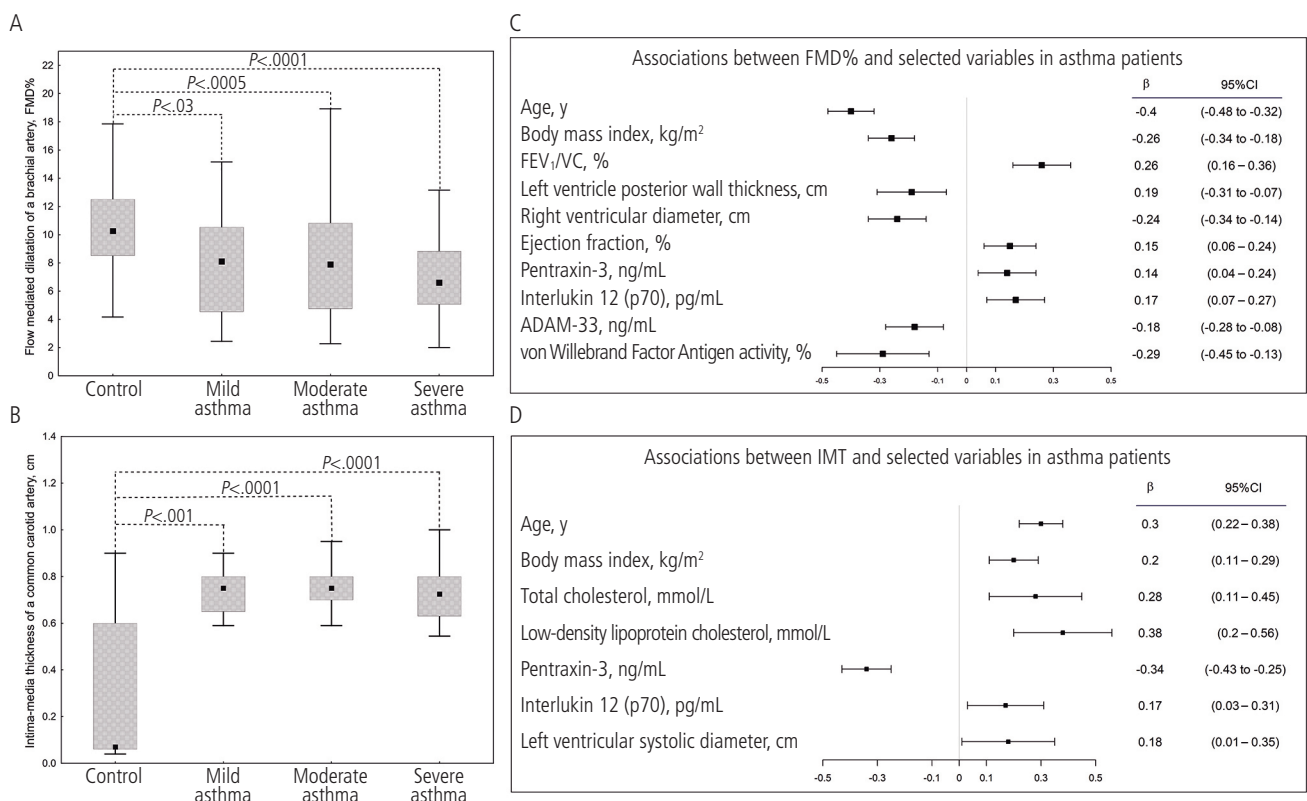 A
Flow mediated dilatation of a brachial artery, FMD%
22
20
18
16
14
12
10
8
6
4
2
0
P<.0001
P<.0005
P<.03
Control
Mild
asthma
Moderate
asthma
Severe
asthma
B
Intima-media thickness of a common carotid artery, cm
1.4
1.2
1.0
0.8
0.6
0.4
0.2
0.0
P<.0001
P<.0001
P<.001
Control
Mild
asthma
Moderate
asthma
Severe
asthma
C
Associations between FMD% and selected variables in asthma patients
β 95%CI
Age, y -0.4 (-0.48 to -0.32)
Body mass index, kg/m² -0.26 (-0.34 to -0.18)
FEV₁/VC, % 0.26 (0.16 – 0.36)
Left ventricle posterior wall thickness, cm 0.19 (-0.31 to -0.07)
Right ventricular diameter, cm -0.24 (-0.34 to -0.14)
Ejection fraction, % 0.15 (0.06 – 0.24)
Pentraxin-3, ng/mL 0.14 (0.04 – 0.24)
Interlukin 12 (p70), pg/mL 0.17 (0.07 – 0.27)
ADAM-33, ng/mL -0.18 (-0.28 to -0.08)
von Willebrand Factor Antigen activity, % -0.29 (-0.45 to -0.13)
-0.5 -0.3 -0.1 0 0.1 0.3 0.5
D
Associations between IMT and selected variables in asthma patients
β 95%CI
Age, y 0.3 (0.22 – 0.38)
Body mass index, kg/m² 0.2 (0.11 – 0.29)
Total cholesterol, mmol/L 0.28 (0.11 – 0.45)
Low-density lipoprotein cholesterol, mmol/L 0.38 (0.2 – 0.56)
Pentraxin-3, ng/mL -0.34 (-0.43 to -0.25)
Interlukin 12 (p70), pg/mL 0.17 (0.03 – 0.31)
Left ventricular systolic diameter, cm 0.18 (0.01 – 0.35)
-0.5 -0.3 -0.1 0 0.1 0.3 0.5